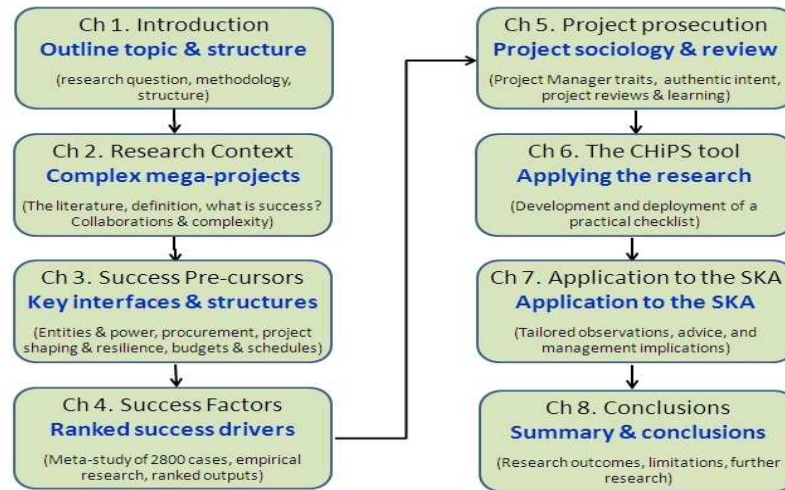 Ch 1. Introduction
Outline topic & structure
(research question, methodology,
structure)
Ch 2. Research Context
Complex mega-projects
(The literature, definition, what is success?
Collaborations & complexity)
Ch 3. Success Pre-cursors
Key interfaces & structures
(Entities & power, procurement, project
shaping & resilience, budgets & schedules)
Ch 4. Success Factors
Ranked success drivers
(Meta-study of 2800 cases, empirical
research, ranked outputs)
Ch 5. Project prosecution
Project sociology & review
(Project Manager traits, authentic intent,
project reviews & learning)
Ch 6. The CHiPS tool
Applying the research
(Development and deployment of a
practical checklist)
Ch 7. Application to the SKA
Application to the SKA
(Tailored observations, advice, and
management implications)
Ch 8. Conclusions
Summary & conclusions
(Research outcomes, limitations, further
research)